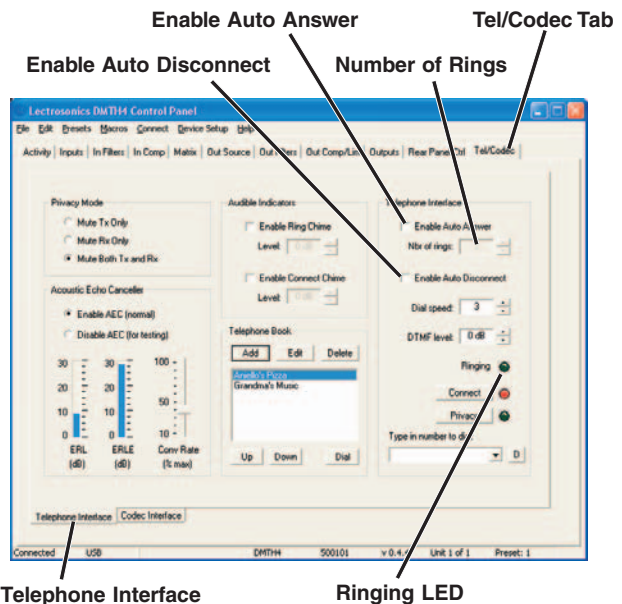 Enable Auto Answer
Tel/Codec Tab
Enable Auto Disconnect
Number of Rings
Lectrosonics DMTH4 Control Panel
File Edit Presets Macros Connect Device Setup Help
Activity Inputs In Filters In Comp Matrix Out Source Out Filters Out Comp/Lim Outputs Rear Panel Ctrl Tel/Codec
Privacy Mode
Mute Tx Only
Mute Rx Only
Mute Both Tx and Rx
Acoustic Echo Canceller
Enable AEC (normal)
Disable AEC (for testing)
30
20
10
0
ERL
(dB)
30
20
10
0
ERLE
(dB)
100
50
10
Conv Rate
(% max)
Audible Indicators
Enable Ring Chime
Level: 0 dB
Enable Connect Chime
Level:
Telephone Book
Add Edit Delete
Aniello's Pizza
Grandma's Music
Up Down Dial
Telephone Interface
Enable Auto Answer
Nbr of rings:
Enable Auto Disconnect
Dial speed: 3
DTMF level: 0 dB
Ringing
Connect
Privacy
Type in number to dial:
D
Telephone Interface Codec Interface
Connected USB DMTH4 500101 v 0.4.4 Unit 1 of 1 Preset: 1
Telephone Interface
Ringing LED